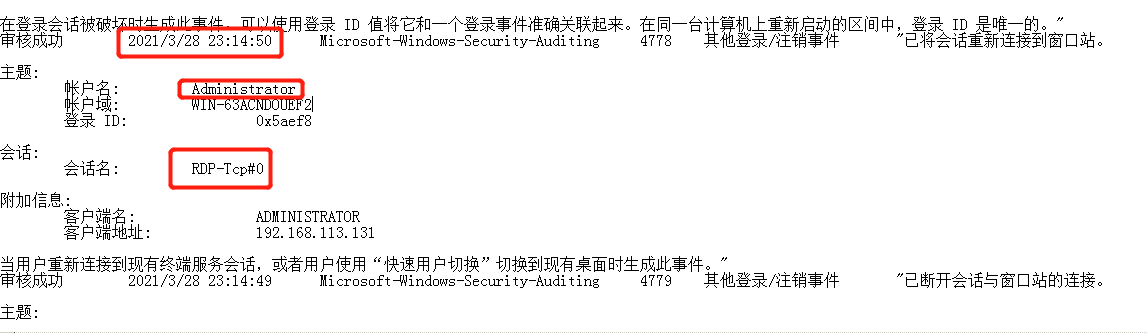 在登录会话被破坏时生成此事件。可以使用登录 ID 值将它和一个登录事件准确关联起来。在同一台计算机上重新启动的区间中，登录 ID 是唯一的。"
审核成功 2021/3/28 23:14:50 Microsoft-Windows-Security-Auditing 4778 其他登录/注销事件 "已将会话重新连接到窗口站。
主题:
帐户名: Administrator
帐户域: WIN-63ACNDOUEF2
登录 ID: 0x5aef8
会话:
会话名: RDP-Tcp#0
附加信息:
客户端名: ADMINISTRATOR
客户端地址: 192.168.113.131
当用户重新连接到现有终端服务会话，或者用户使用“快速用户切换”切换到现有桌面时生成此事件。"
审核成功 2021/3/28 23:14:49 Microsoft-Windows-Security-Auditing 4779 其他登录/注销事件 "已断开会话与窗口站的连接。
主题: